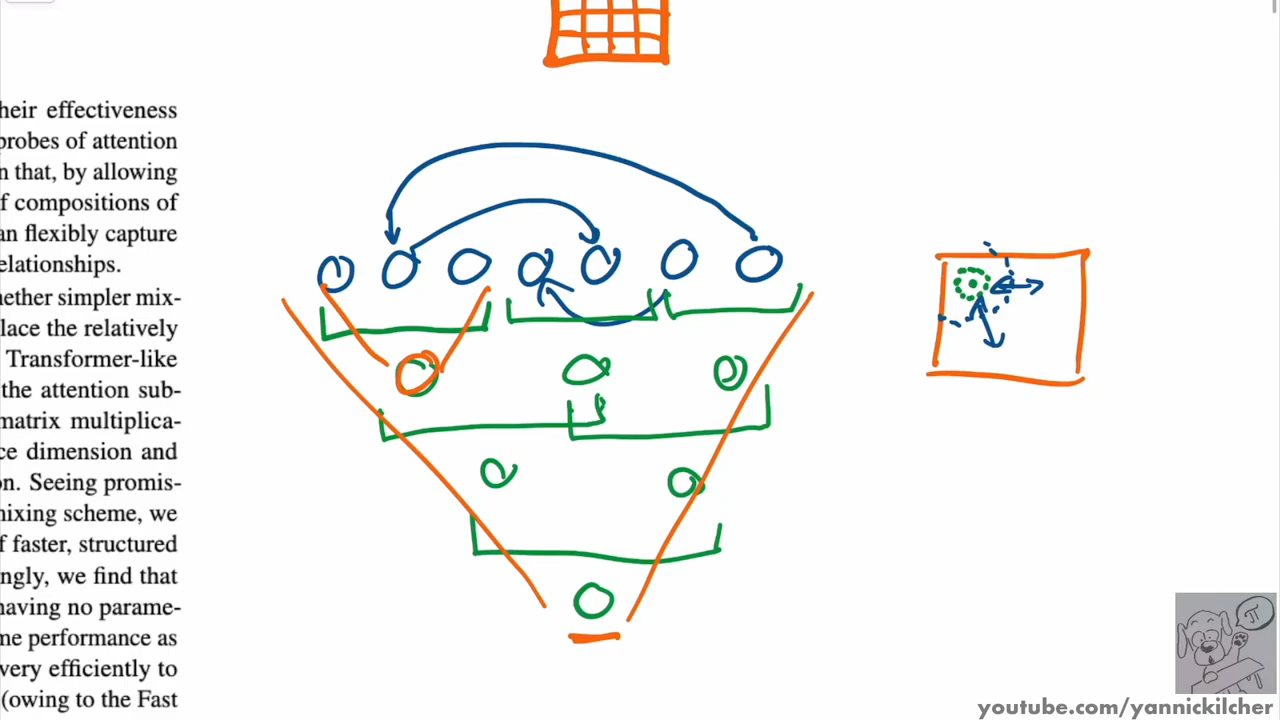 heir effectiveness
probes of attention
n that, by allowing
f compositions of
an flexibly capture
elationships.
hether simpler mix-
lace the relatively
Transformer-like
the attention sub-
matrix multiplica-
ce dimension and
on. Seeing promis-
nixing scheme, we
f faster, structured
ngly, we find that
having no parame-
me performance as
very efficiently to
(owing to the Fast
π
youtube.com/yannickilcher